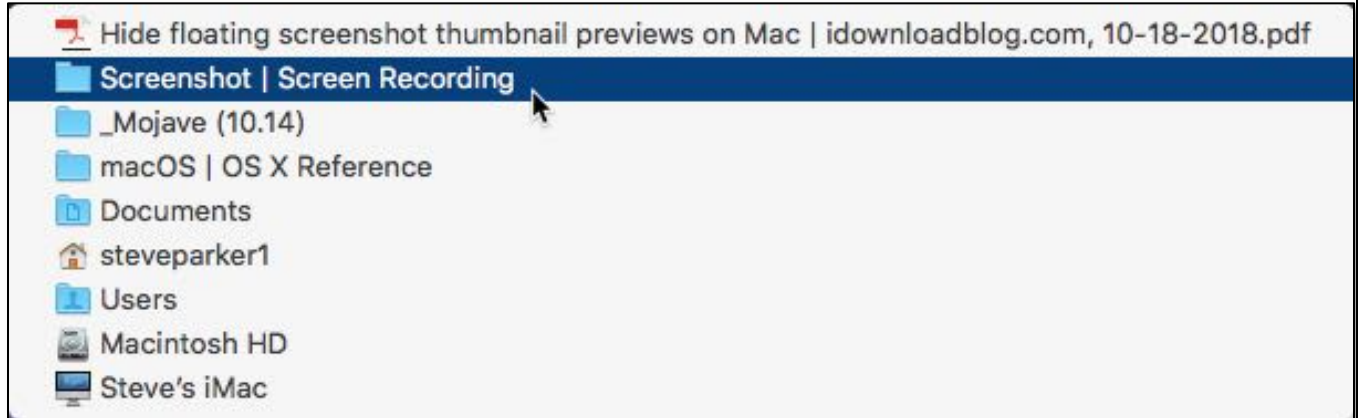 Hide floating screenshot thumbnail previews on Mac | idownloadblog.com, 10-18-2018.pdf
Screenshot | Screen Recording
_Mojave (10.14)
macOS | OS X Reference
Documents
steveparker1
Users
Macintosh HD
Steve’s iMac